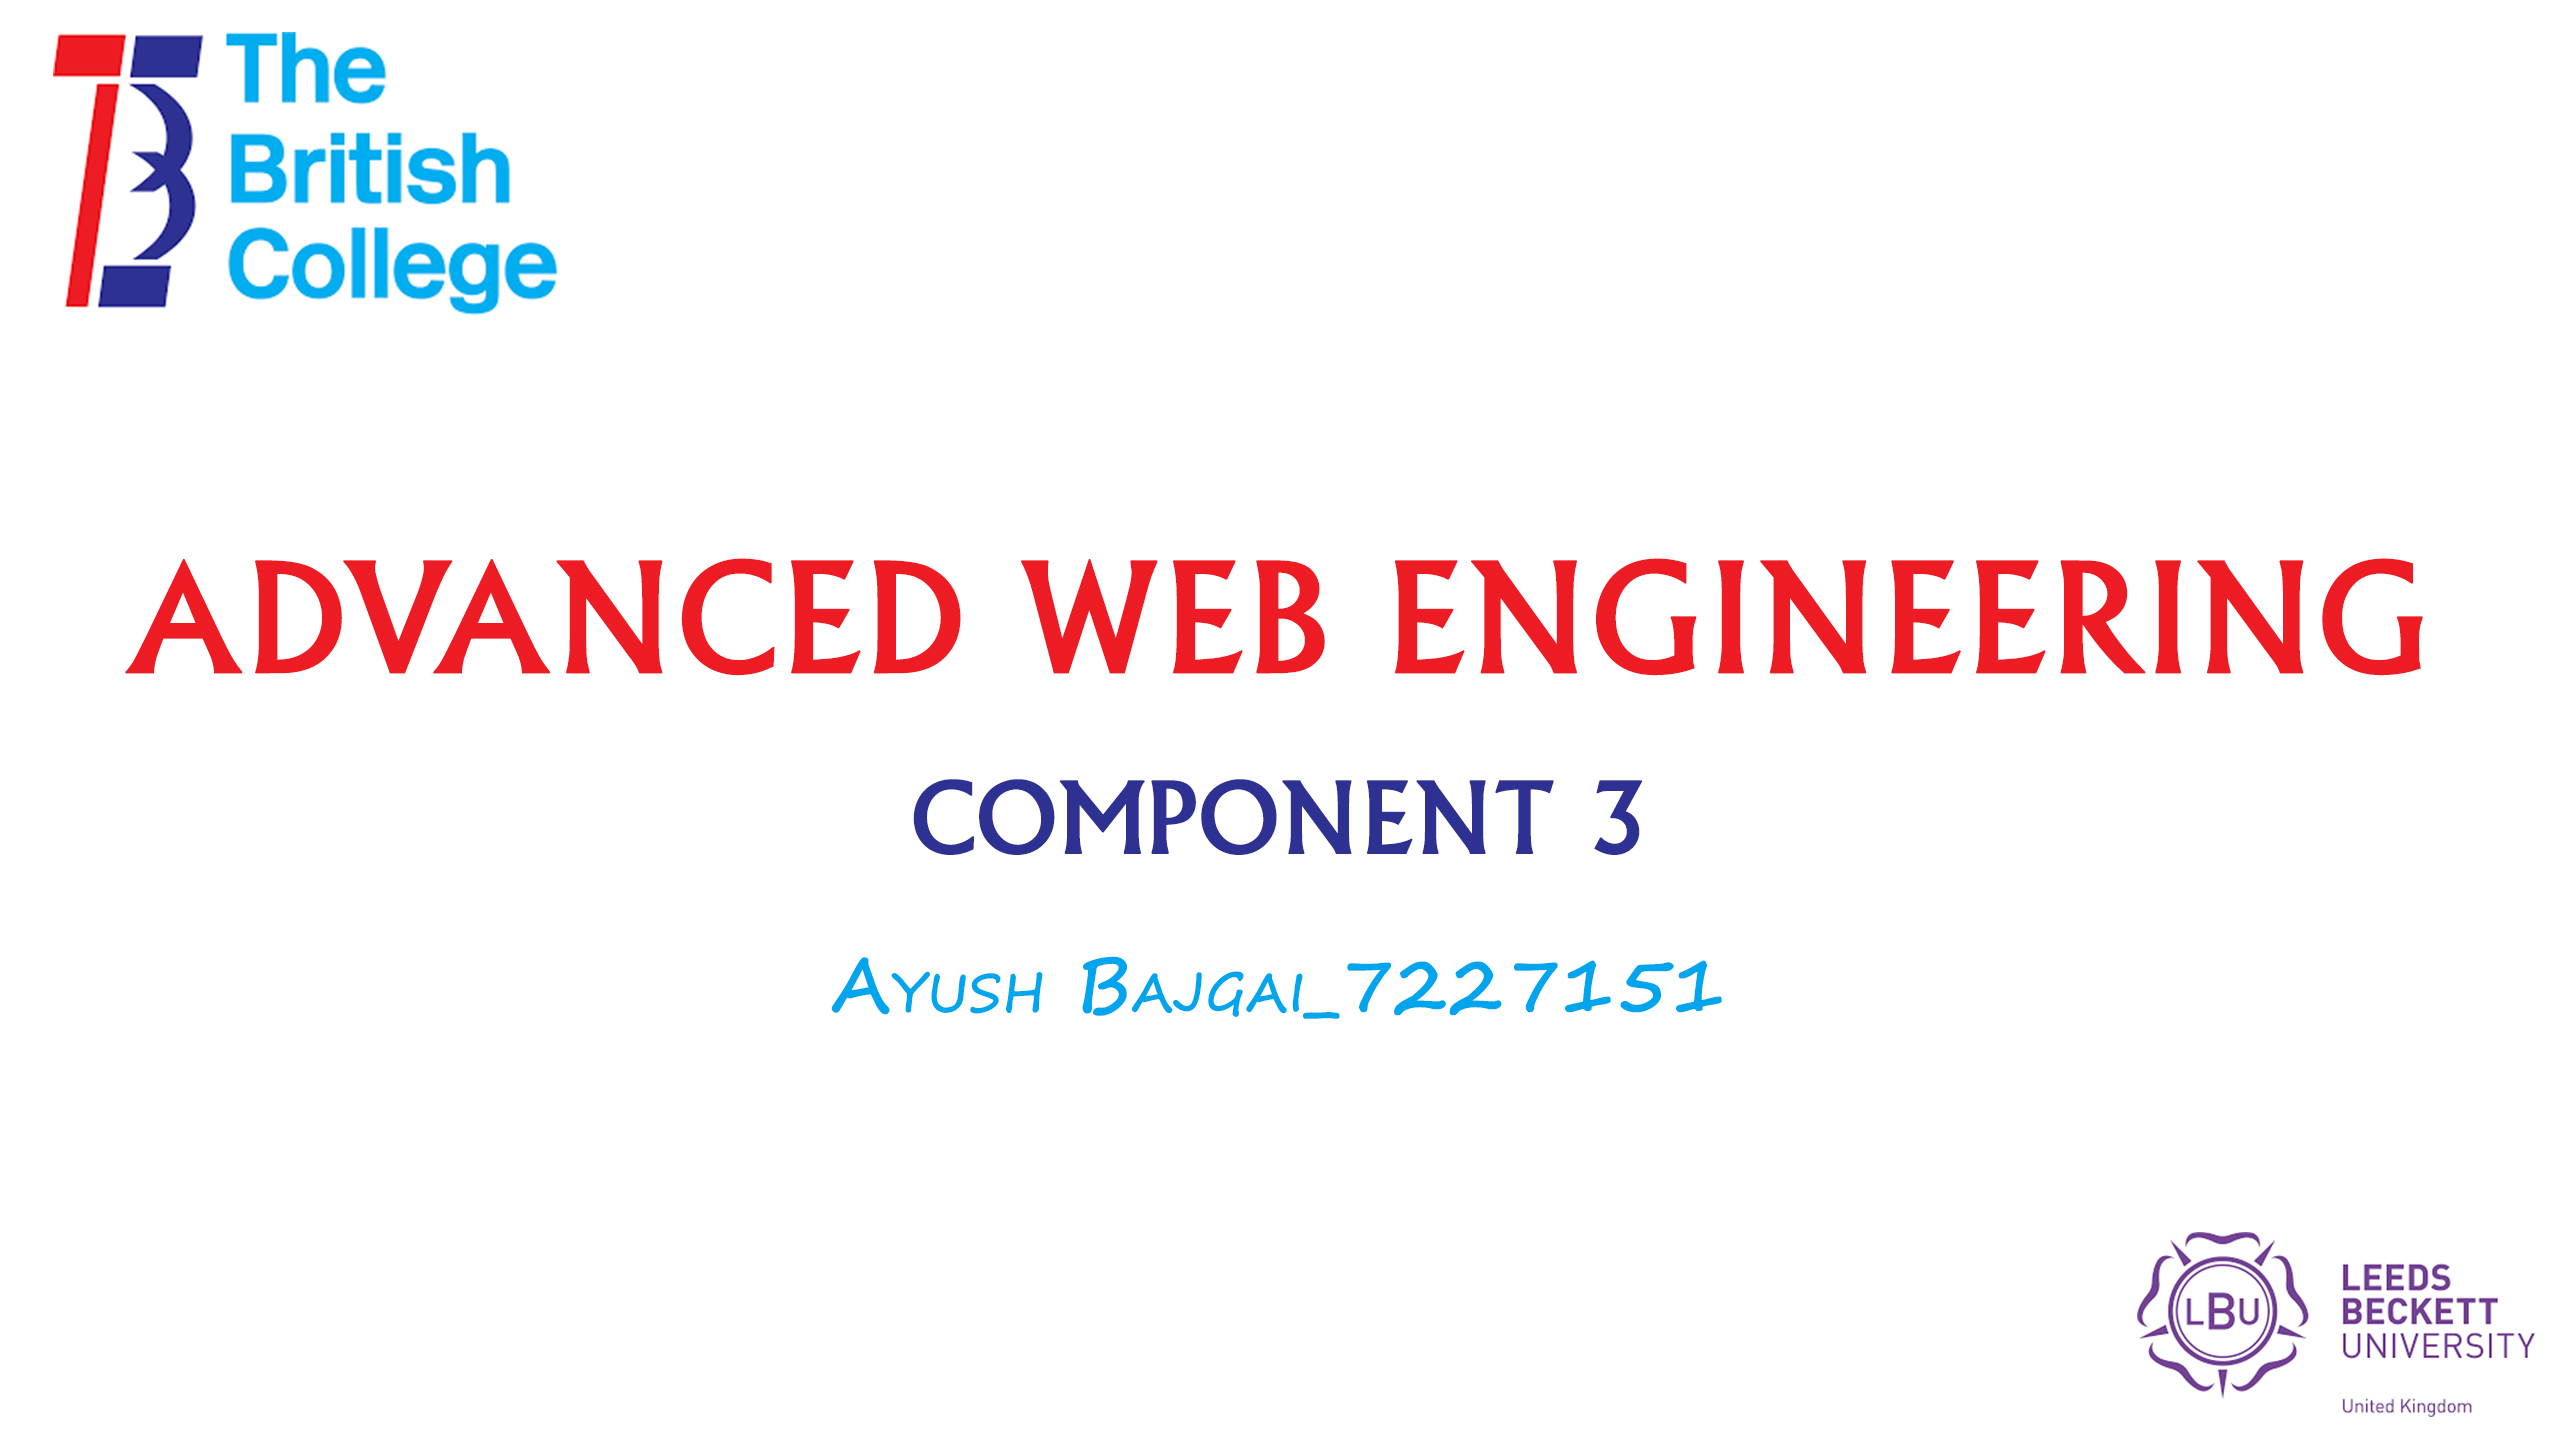 The
British
College
ADVANCED WEB ENGINEERING
COMPONENT 3
AYUSH BAJGAI_7227151
LBU
LEEDS
BECKETT
UNIVERSITY
United Kingdom